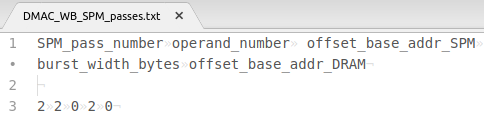 DMAC_WB_SPM_passes.txt ×
1 SPM_pass_number»operand_number» offset_base_addr_SPM»
• burst_width_bytes»offset_base_addr_DRAM¬
2 ¬
3 2»2»0»2»0¬